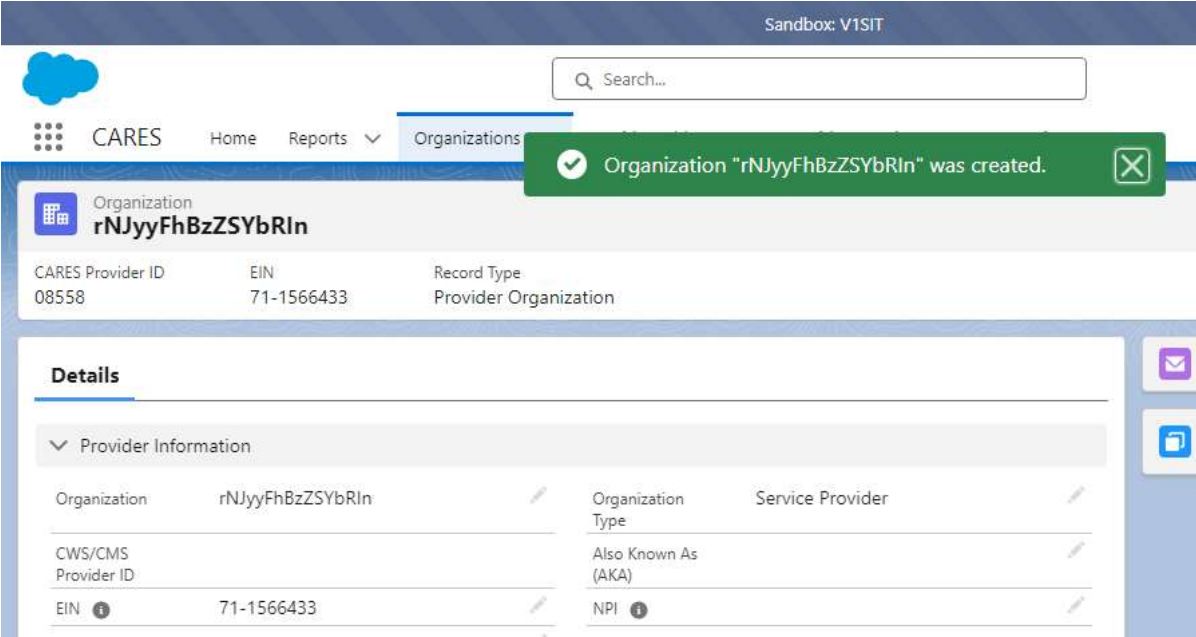 Sandbox: V1SIT
Search...
CARES Home Reports Organizations
Organization "rNJyyFhBzZSYbRIn" was created.
Organization
rNJyyFhBzZSYbRIn
CARES Provider ID EIN Record Type
08558 71-1566433 Provider Organization
Details
Provider Information
Organization rNJyyFhBzZSYbRIn Organization Type Service Provider
CWS/CMS Provider ID Also Known As (AKA)
EIN 71-1566433 NPI